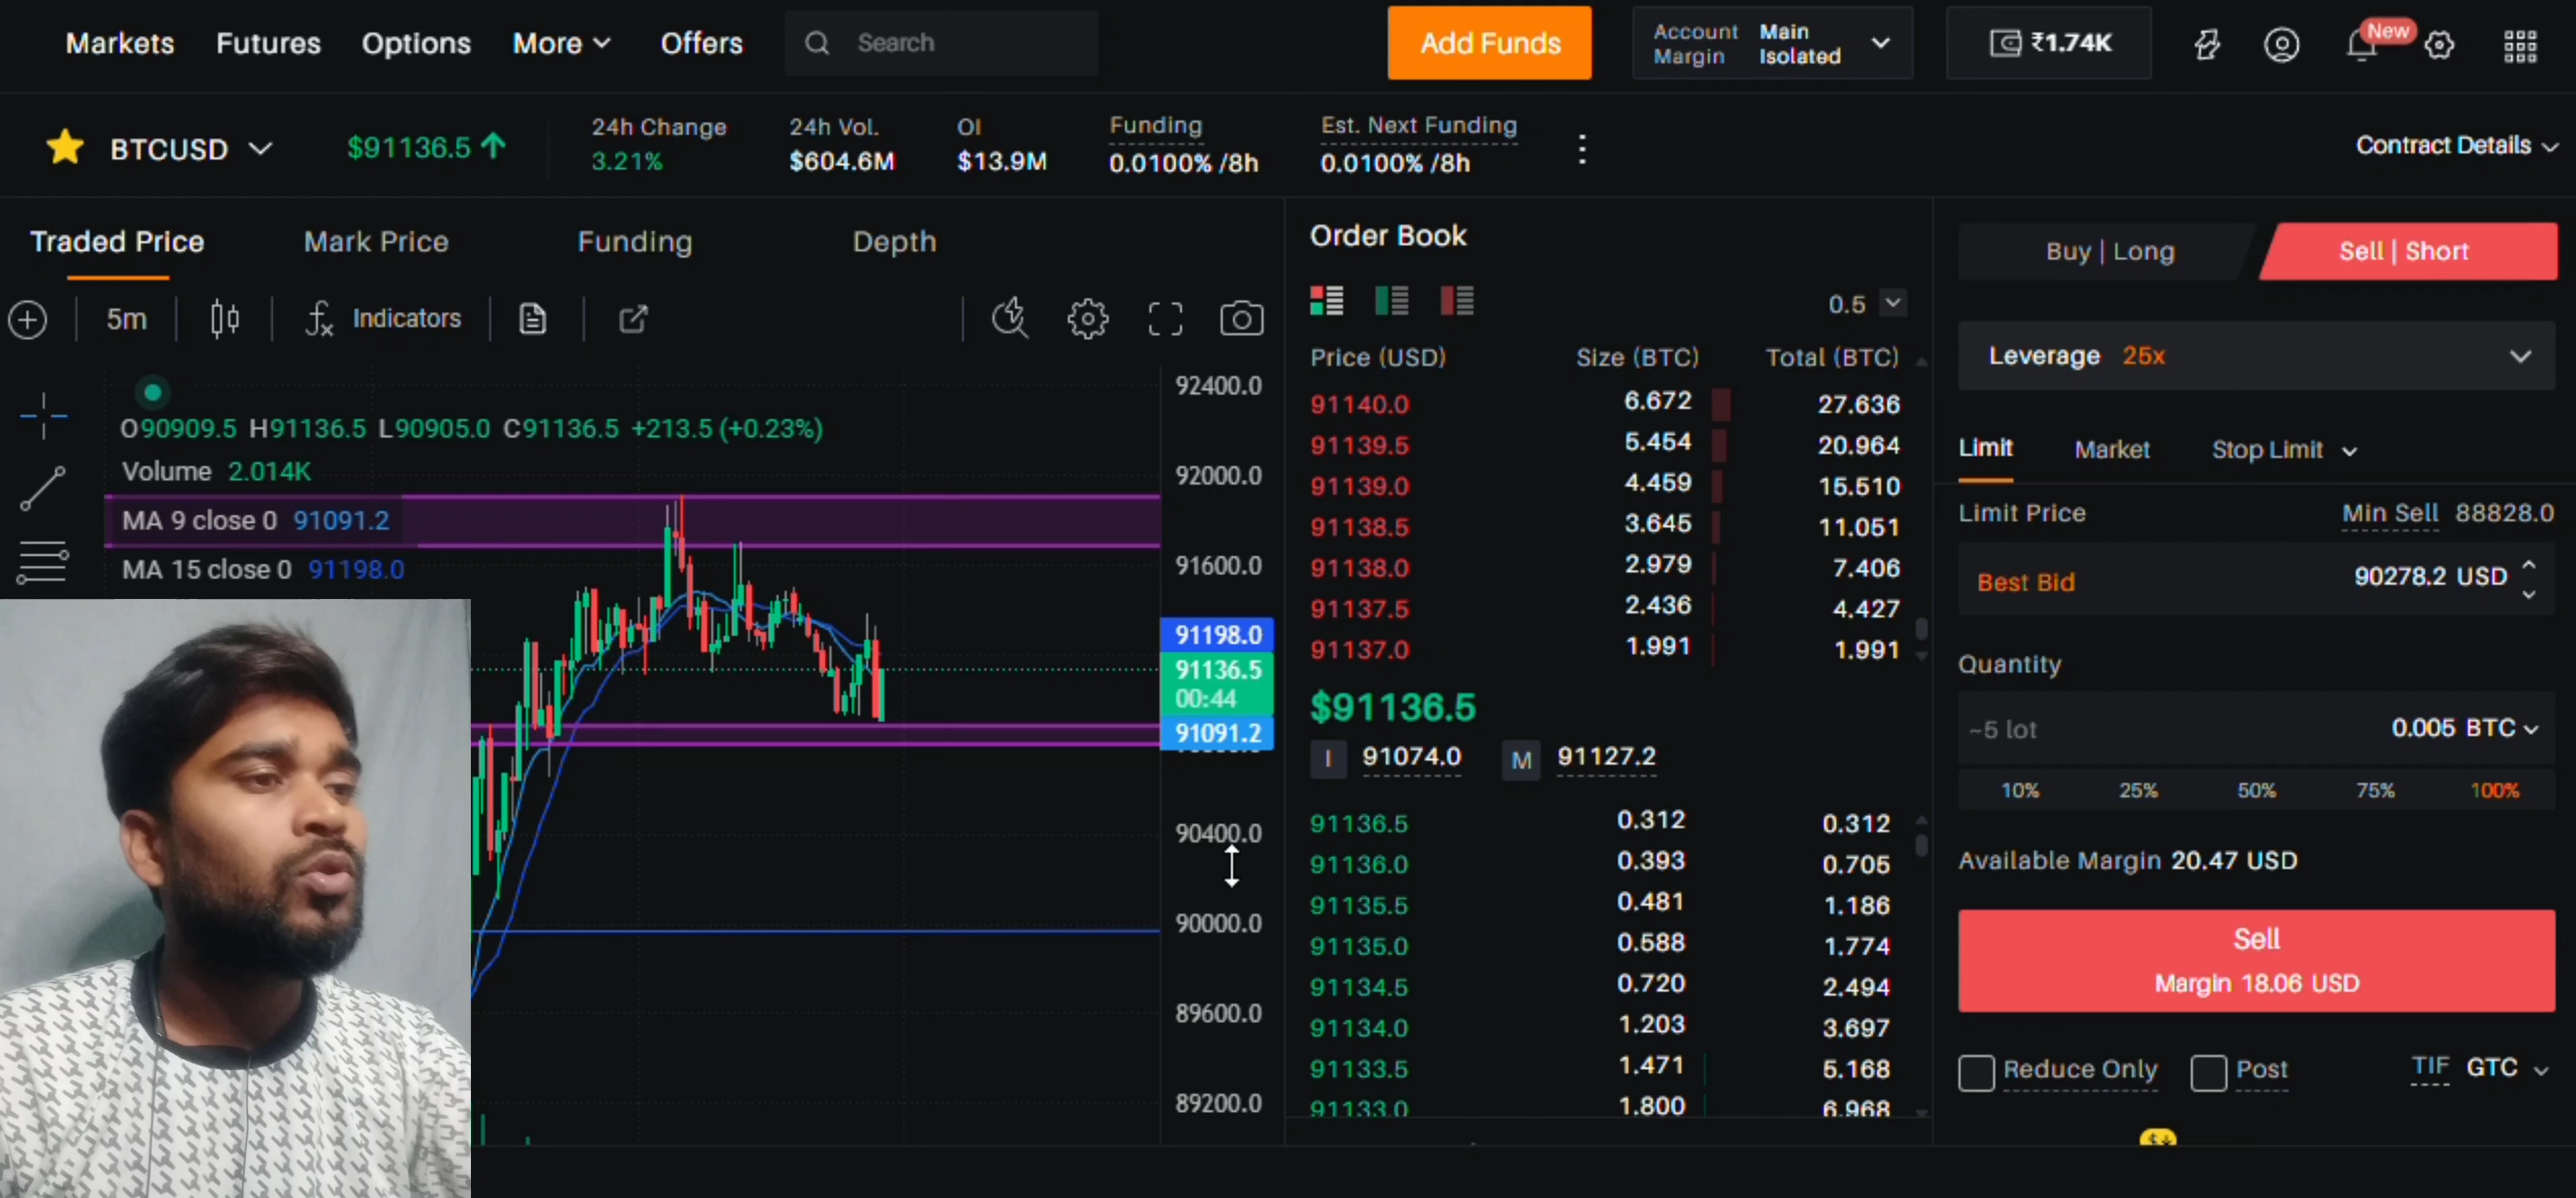 Markets Futures Options More Offers Search Add Funds Account Main ₹1.74K New
Margin Isolated
BTCUSD $91136.5
24h Change 24h Vol. OI Funding Est. Next Funding
3.21% $604.6M $13.9M 0.0100% /8h 0.0100% /8h
Contract Details
Traded Price Mark Price Funding Depth
5m Indicators
O90909.5 H91136.5 L90905.0 C91136.5 +213.5 (+0.23%)
Volume 2.014K
MA 9 close 0 91091.2
MA 15 close 0 91198.0
92400.0
92000.0
91600.0
91198.0
91136.5
00:44
91091.2
90400.0
90000.0
89600.0
89200.0
Order Book
0.5
Price (USD) Size (BTC) Total (BTC)
91140.0 6.672 27.636
91139.5 5.454 20.964
91139.0 4.459 15.510
91138.5 3.645 11.051
91138.0 2.979 7.406
91137.5 2.436 4.427
91137.0 1.991 1.991
$91136.5
I 91074.0 M 91127.2
91136.5 0.312 0.312
91136.0 0.393 0.705
91135.5 0.481 1.186
91135.0 0.588 1.774
91134.5 0.720 2.494
91134.0 1.203 3.697
91133.5 1.471 5.168
91133.0 1.800 6.968
Buy | Long Sell | Short
Leverage 25x
Limit Market Stop Limit
Limit Price Min Sell 88828.0
Best Bid 90278.2 USD
Quantity
~5 lot 0.005 BTC
10% 25% 50% 75% 100%
Available Margin 20.47 USD
Sell
Margin 18.06 USD
Reduce Only Post TIF GTC